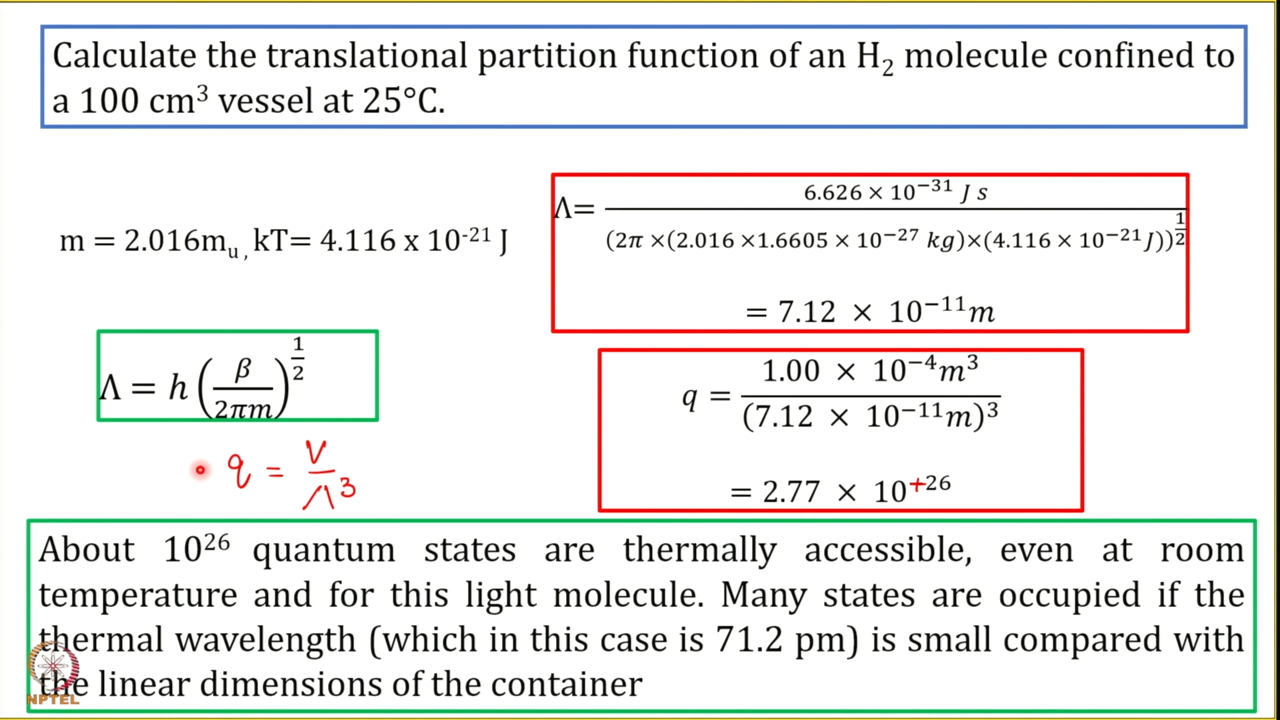 Calculate the translational partition function of an H₂ molecule confined to
a 100 cm³ vessel at 25°C.
m = 2.016mᵤ , kT= 4.116 x 10⁻²¹ J
Λ= 6.626 × 10⁻³¹ J s / (2π ×(2.016 ×1.6605 × 10⁻²⁷ kg)×(4.116 × 10⁻²¹J))^(1/2)
= 7.12 × 10⁻¹¹m
Λ = h (β / 2πm)^(1/2)
q = V / Λ³
q = 1.00 × 10⁻⁴m³ / (7.12 × 10⁻¹¹m)³
= 2.77 × 10⁺²⁶
About 10²⁶ quantum states are thermally accessible, even at room
temperature and for this light molecule. Many states are occupied if the
thermal wavelength (which in this case is 71.2 pm) is small compared with
the linear dimensions of the container
NPTEL